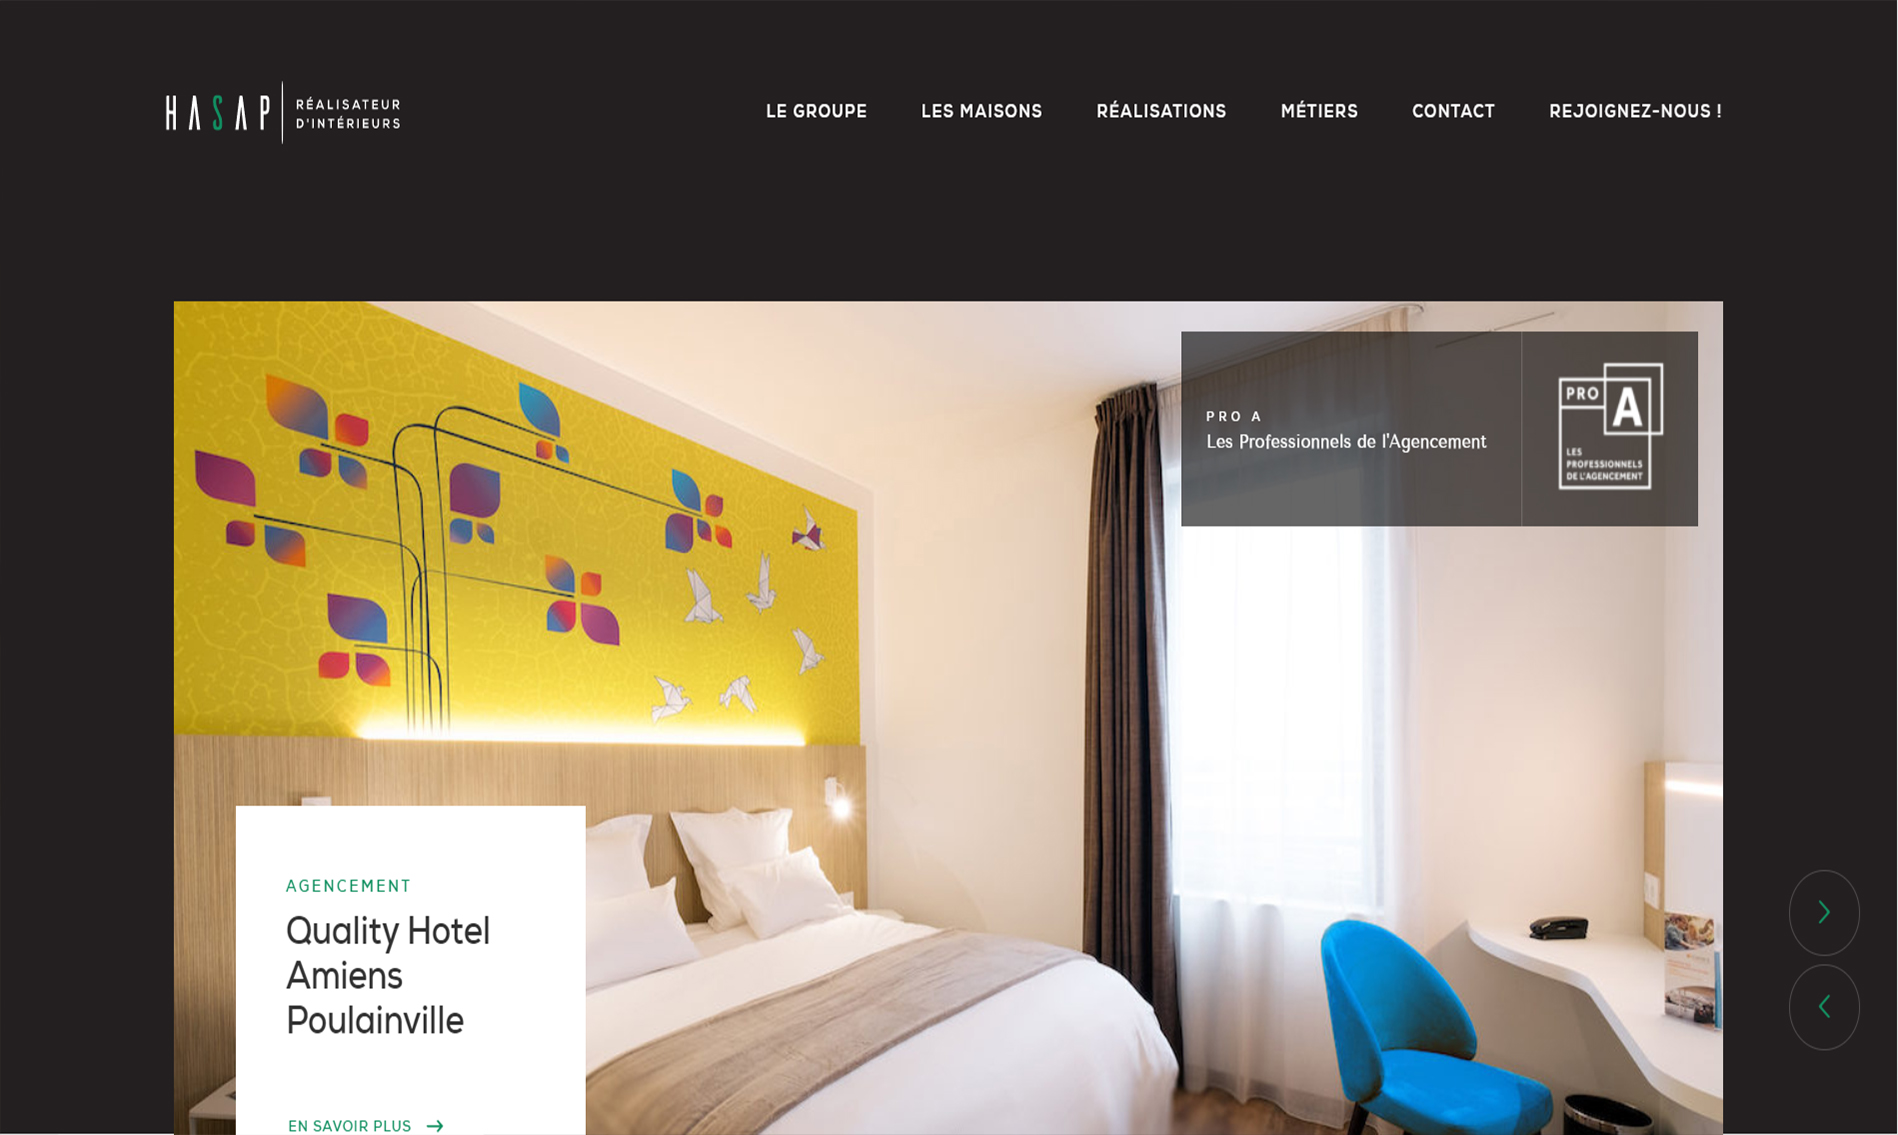 HASAP
RÉALISATEUR
D'INTÉRIEURS
LE GROUPE
LES MAISONS
RÉALISATIONS
MÉTIERS
CONTACT
REJOIGNEZ-NOUS !
PRO A
Les Professionnels de l'Agencement
PRO A
LES
PROFESSIONNELS
DE L'AGENCEMENT
AGENCEMENT
Quality Hotel
Amiens
Poulainville
EN SAVOIR PLUS